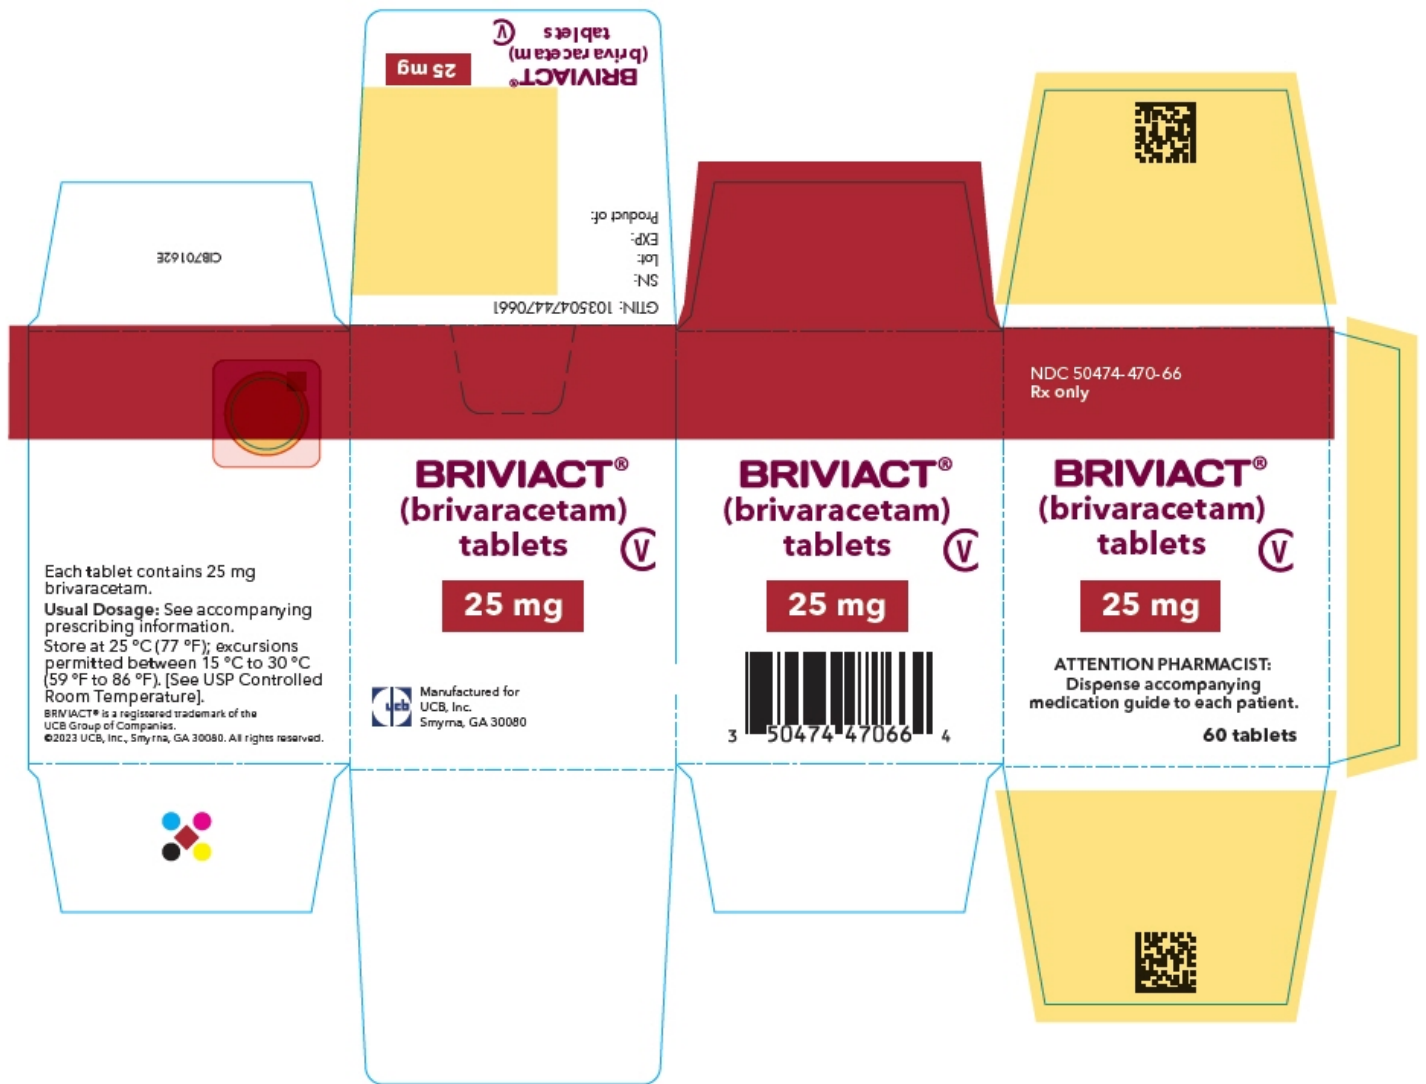 BRIVIACT®
(brivaracetam)
tablets CV
25 mg
Product of:
EXP:
Lot:
SN:
GTIN: 10350474470661
CIB70162E
Each tablet contains 25 mg
brivaracetam.
Usual Dosage: See accompanying
prescribing information.
Store at 25 °C (77 °F); excursions
permitted between 15 °C to 30 °C
(59 °F to 86 °F). [See USP Controlled
Room Temperature].
BRIVIACT® is a registered trademark of the
UCB Group of Companies.
©2023 UCB, Inc., Smyrna, GA 30080. All rights reserved.
BRIVIACT®
(brivaracetam)
tablets CV
25 mg
ucb
Manufactured for
UCB, Inc.
Smyrna, GA 30080
BRIVIACT®
(brivaracetam)
tablets CV
25 mg
3 50474 47066 4
NDC 50474-470-66
Rx only
BRIVIACT®
(brivaracetam)
tablets CV
25 mg
ATTENTION PHARMACIST:
Dispense accompanying
medication guide to each patient.
60 tablets